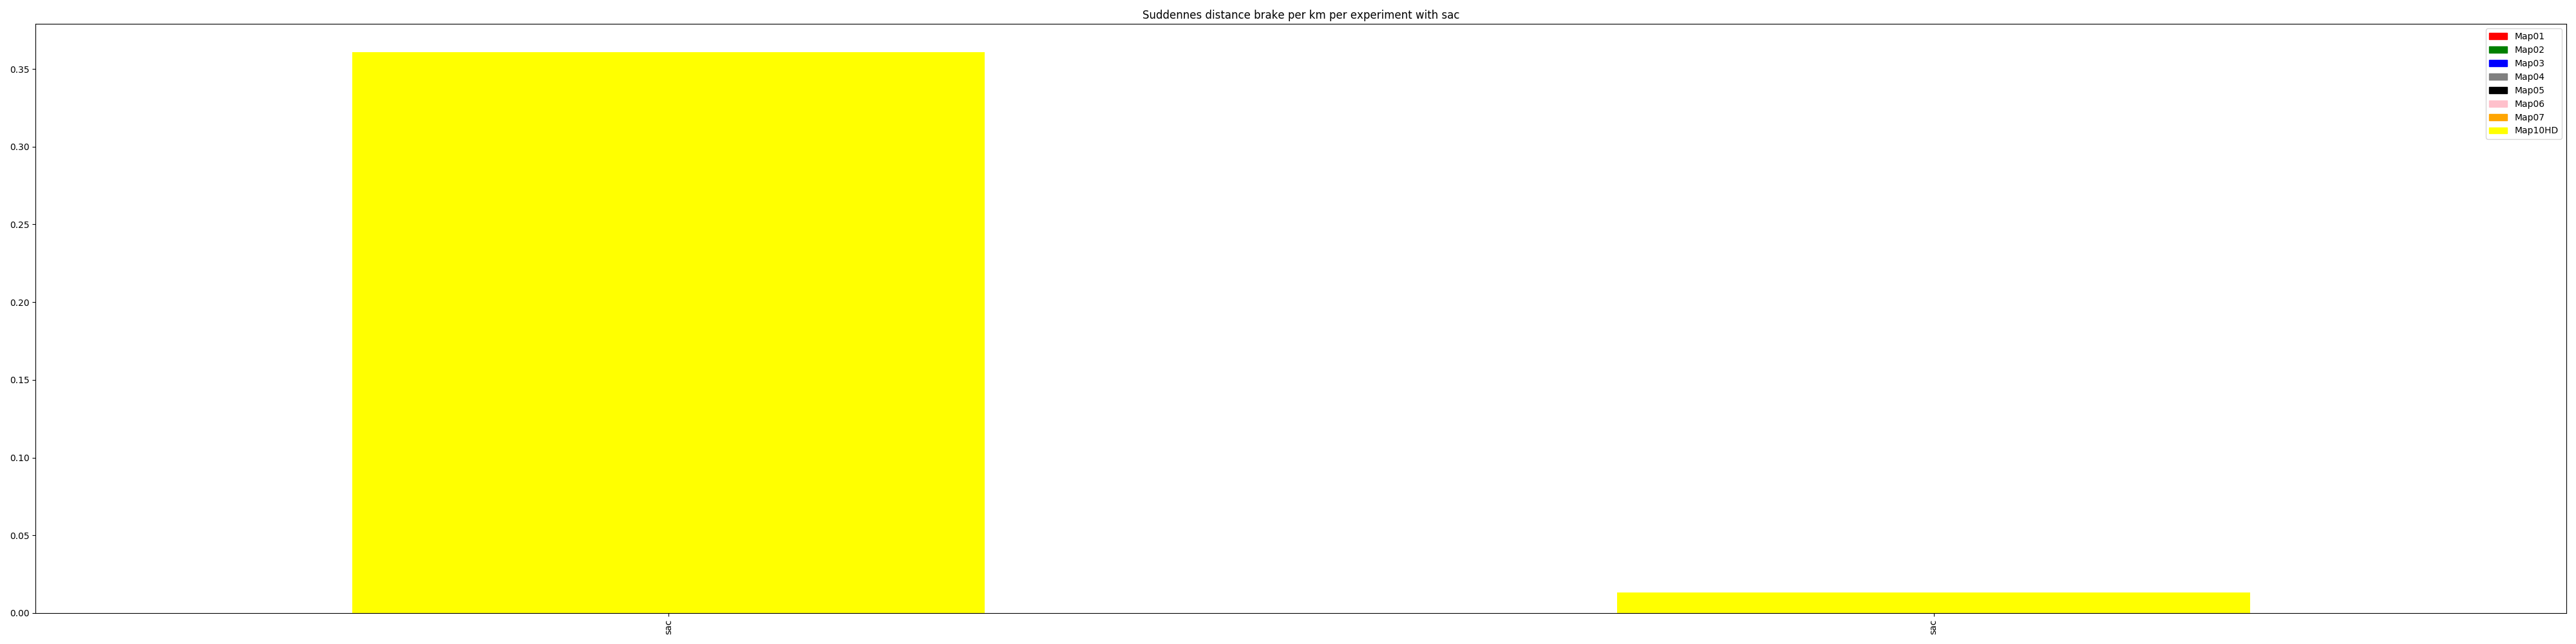 Suddennes distance brake per km per experiment with sac
Map01
Map02
Map03
Map04
Map05
Map06
Map07
Map10HD
0.35
0.30
0.25
0.20
0.15
0.10
0.05
0.00
sac
sac